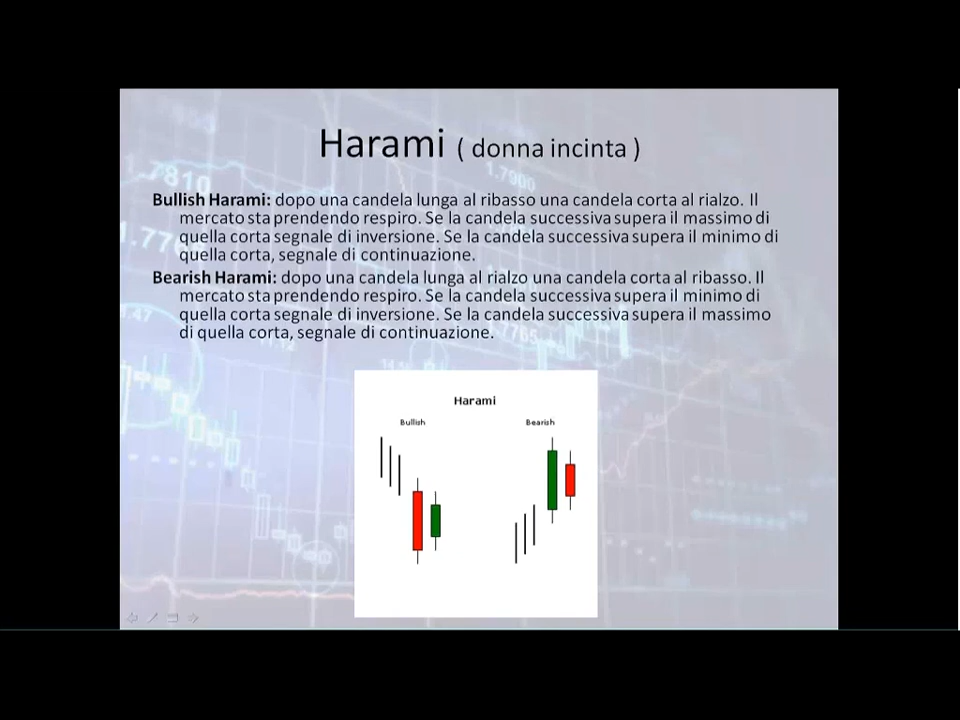 Harami ( donna incinta )
.7810
1.7900
Bullish Harami: dopo una candela lunga al ribasso una candela corta al rialzo. Il
mercato sta prendendo respiro. Se la candela successiva supera il massimo di
quella corta segnale di inversione. Se la candela successiva supera il minimo di
quella corta, segnale di continuazione.
Bearish Harami: dopo una candela lunga al rialzo una candela corta al ribasso. Il
mercato sta prendendo respiro. Se la candela successiva supera il minimo di
quella corta segnale di inversione. Se la candela successiva supera il massimo
di quella corta, segnale di continuazione.
Harami
Bullish
Bearish